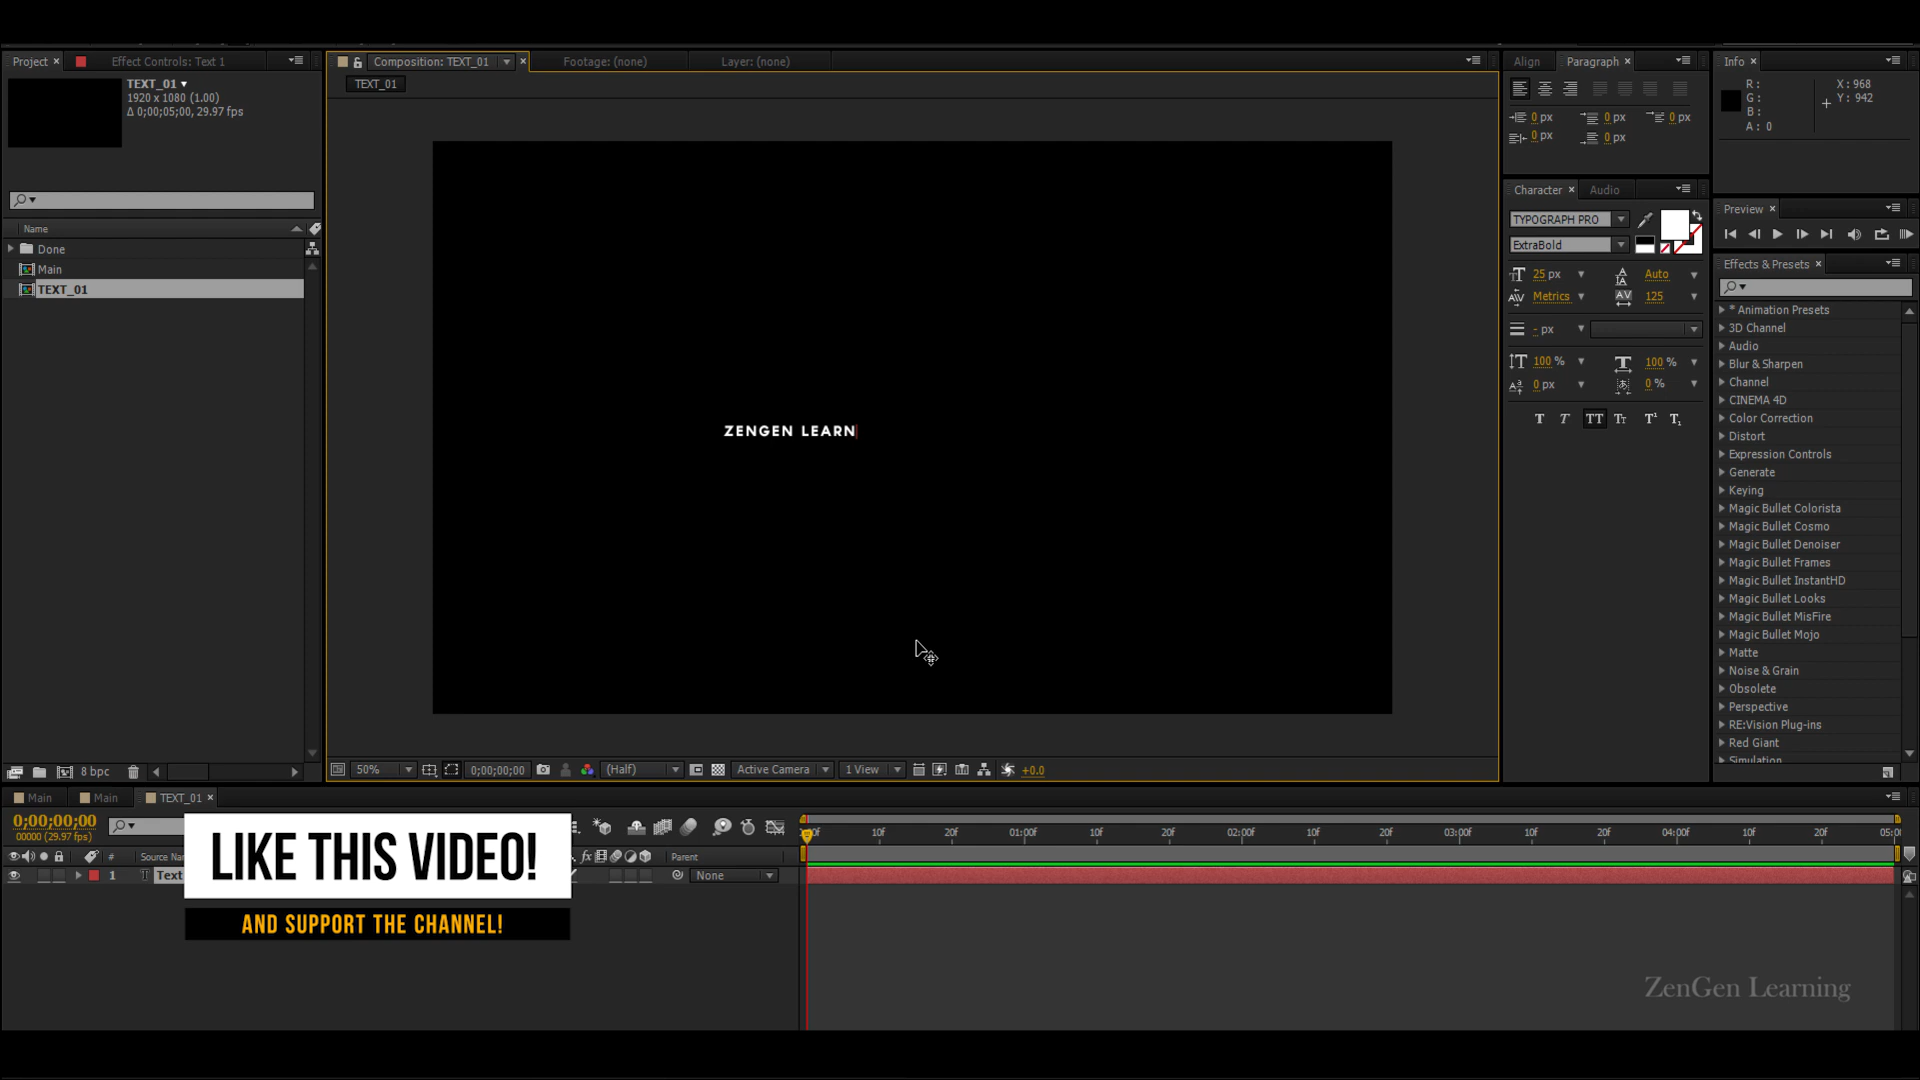 Project ×
Effect Controls: Text 1
TEXT_01
1920 x 1080 (1.00)
Δ 0;00;05;00, 29.97 fps
Name
Done
Main
TEXT_01
8 bpc
Composition: TEXT_01 ×
Footage: (none)
Layer: (none)
TEXT_01
ZENGEN LEARN
50%
0;00;00;00
(Half)
Active Camera
1 View
+0.0
Align
Paragraph ×
0 px
0 px
0 px
0 px
0 px
Character ×
Audio
TYPOGRAPH PRO
ExtraBold
25 px
Auto
Metrics
125
- px
100 %
100 %
0 px
0 %
T T TT Tт T¹ T₁
Info ×
R :
G :
B :
A : 0
X : 968
Y : 942
Preview ×
Effects & Presets ×
* Animation Presets
3D Channel
Audio
Blur & Sharpen
Channel
CINEMA 4D
Color Correction
Distort
Expression Controls
Generate
Keying
Magic Bullet Colorista
Magic Bullet Cosmo
Magic Bullet Denoiser
Magic Bullet Frames
Magic Bullet InstantHD
Magic Bullet Looks
Magic Bullet MisFire
Magic Bullet Mojo
Matte
Noise & Grain
Obsolete
Perspective
RE:Vision Plug-ins
Red Giant
Simulation
Main
Main
TEXT_01 ×
0;00;00;00
00000 (29.97 fps)
# Source Na
Parent
1 T Text
None
00f 10f 20f 01:00f 10f 20f 02:00f 10f 20f 03:00f 10f 20f 04:00f 10f 20f 05:0
LIKE THIS VIDEO!
AND SUPPORT THE CHANNEL!
ZenGen Learning